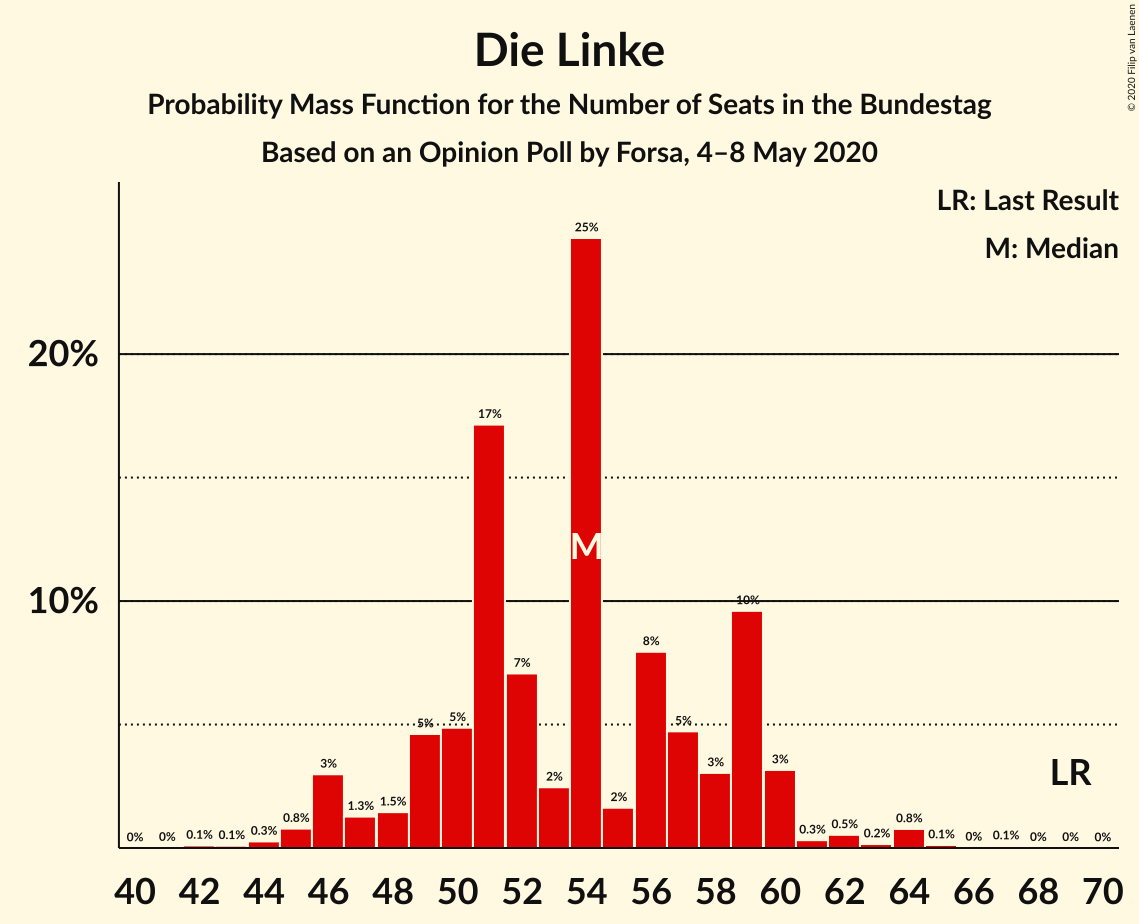 Die Linke
Probability Mass Function for the Number of Seats in the Bundestag
Based on an Opinion Poll by Forsa, 4–8 May 2020
© 2020 Filip van Laenen
LR: Last Result
M: Median
20%
10%
0% 0% 0.1% 0.1% 0.3% 0.8% 3% 1.3% 1.5% 5% 5% 17% 7% 2% 25% 2% 8% 5% 3% 10% 3% 0.3% 0.5% 0.2% 0.8% 0.1% 0% 0.1% 0% 0% 0%
M
LR
40 42 44 46 48 50 52 54 56 58 60 62 64 66 68 70